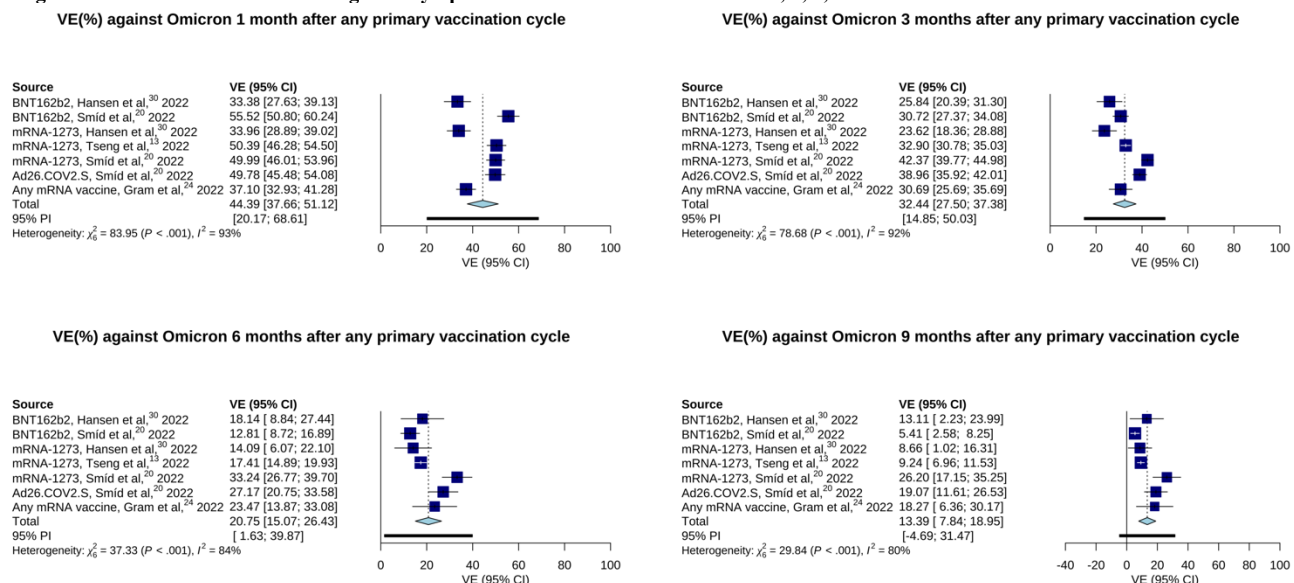 VE(%) against Omicron 1 month after any primary vaccination cycle
Source VE (95% CI)
BNT162b2, Hansen et al,30 2022 33.38 [27.63; 39.13]
BNT162b2, Smíd et al,20 2022 55.52 [50.80; 60.24]
mRNA-1273, Hansen et al,30 2022 33.96 [28.89; 39.02]
mRNA-1273, Tseng et al,13 2022 50.39 [46.28; 54.50]
mRNA-1273, Smíd et al,20 2022 49.99 [46.01; 53.96]
Ad26.COV2.S, Smíd et al,20 2022 49.78 [45.48; 54.08]
Any mRNA vaccine, Gram et al,24 2022 37.10 [32.93; 41.28]
Total 44.39 [37.66; 51.12]
95% PI [20.17; 68.61]
Heterogeneity: χ²₆ = 83.95 (P < .001), I² = 93%
0 20 40 60 80 100
VE (95% CI)
VE(%) against Omicron 3 months after any primary vaccination cycle
Source VE (95% CI)
BNT162b2, Hansen et al,30 2022 25.84 [20.39; 31.30]
BNT162b2, Smíd et al,20 2022 30.72 [27.37; 34.08]
mRNA-1273, Hansen et al,30 2022 23.62 [18.36; 28.88]
mRNA-1273, Tseng et al,13 2022 32.90 [30.78; 35.03]
mRNA-1273, Smíd et al,20 2022 42.37 [39.77; 44.98]
Ad26.COV2.S, Smíd et al,20 2022 38.96 [35.92; 42.01]
Any mRNA vaccine, Gram et al,24 2022 30.69 [25.69; 35.69]
Total 32.44 [27.50; 37.38]
95% PI [14.85; 50.03]
Heterogeneity: χ²₆ = 78.68 (P < .001), I² = 92%
0 20 40 60 80 100
VE (95% CI)
VE(%) against Omicron 6 months after any primary vaccination cycle
Source VE (95% CI)
BNT162b2, Hansen et al,30 2022 18.14 [ 8.84; 27.44]
BNT162b2, Smíd et al,20 2022 12.81 [ 8.72; 16.89]
mRNA-1273, Hansen et al,30 2022 14.09 [ 6.07; 22.10]
mRNA-1273, Tseng et al,13 2022 17.41 [14.89; 19.93]
mRNA-1273, Smíd et al,20 2022 33.24 [26.77; 39.70]
Ad26.COV2.S, Smíd et al,20 2022 27.17 [20.75; 33.58]
Any mRNA vaccine, Gram et al,24 2022 23.47 [13.87; 33.08]
Total 20.75 [15.07; 26.43]
95% PI [ 1.63; 39.87]
Heterogeneity: χ²₆ = 37.33 (P < .001), I² = 84%
0 20 40 60 80 100
VE (95% CI)
VE(%) against Omicron 9 months after any primary vaccination cycle
Source VE (95% CI)
BNT162b2, Hansen et al,30 2022 13.11 [ 2.23; 23.99]
BNT162b2, Smíd et al,20 2022 5.41 [ 2.58; 8.25]
mRNA-1273, Hansen et al,30 2022 8.66 [ 1.02; 16.31]
mRNA-1273, Tseng et al,13 2022 9.24 [ 6.96; 11.53]
mRNA-1273, Smíd et al,20 2022 26.20 [17.15; 35.25]
Ad26.COV2.S, Smíd et al,20 2022 19.07 [11.61; 26.53]
Any mRNA vaccine, Gram et al,24 2022 18.27 [ 6.36; 30.17]
Total 13.39 [ 7.84; 18.95]
95% PI [-4.69; 31.47]
Heterogeneity: χ²₆ = 29.84 (P < .001), I² = 80%
-40 -20 0 20 40 60 80 100
VE (95% CI)